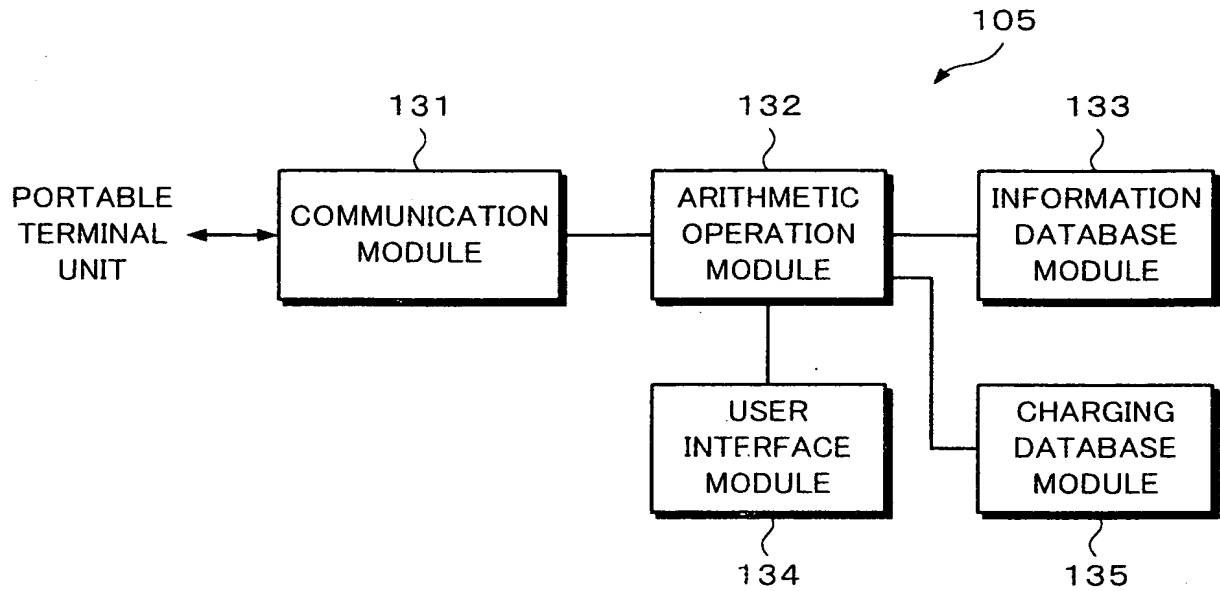 105
131
132
133
PORTABLE
TERMINAL
UNIT
COMMUNICATION
MODULE
ARITHMETIC
OPERATION
MODULE
INFORMATION
DATABASE
MODULE
USER
INTERFACE
MODULE
CHARGING
DATABASE
MODULE
134
135